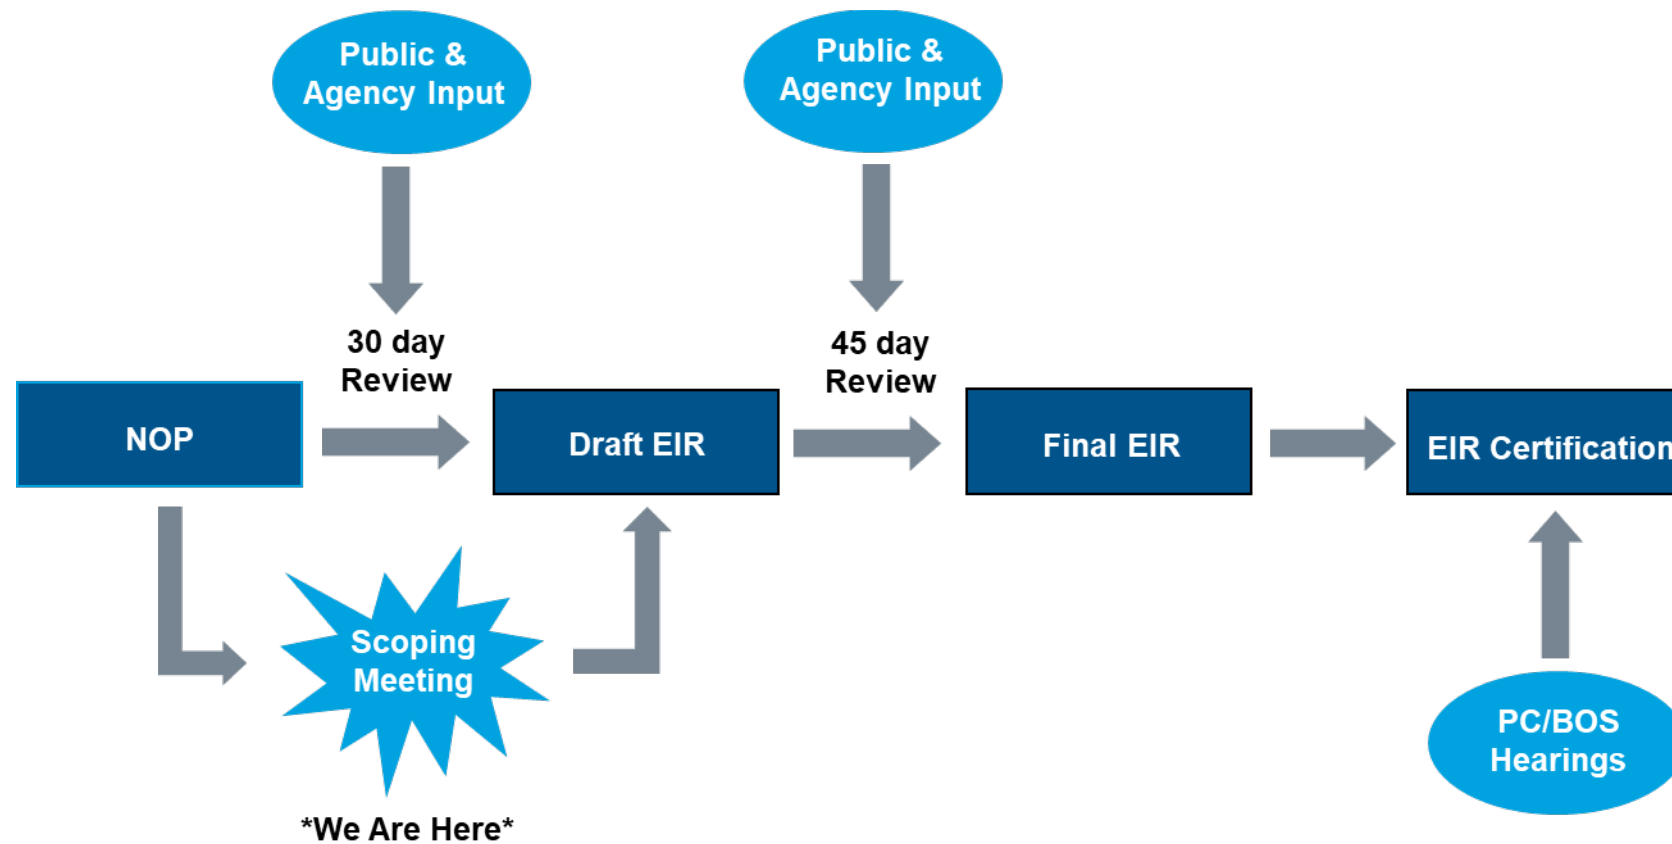 Public &
Agency Input
Public &
Agency Input
30 day
Review
45 day
Review
NOP
Draft EIR
Final EIR
EIR Certification
Scoping
Meeting
*We Are Here*
PC/BOS
Hearings